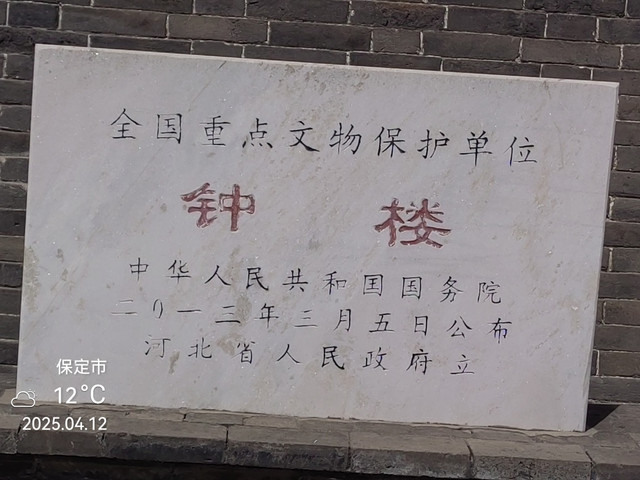 全国重点文物保护单位
钟楼
中华人民共和国国务院
二〇一三年三月五日公布
河北省人民政府立
保定市
12°C
2025.04.12